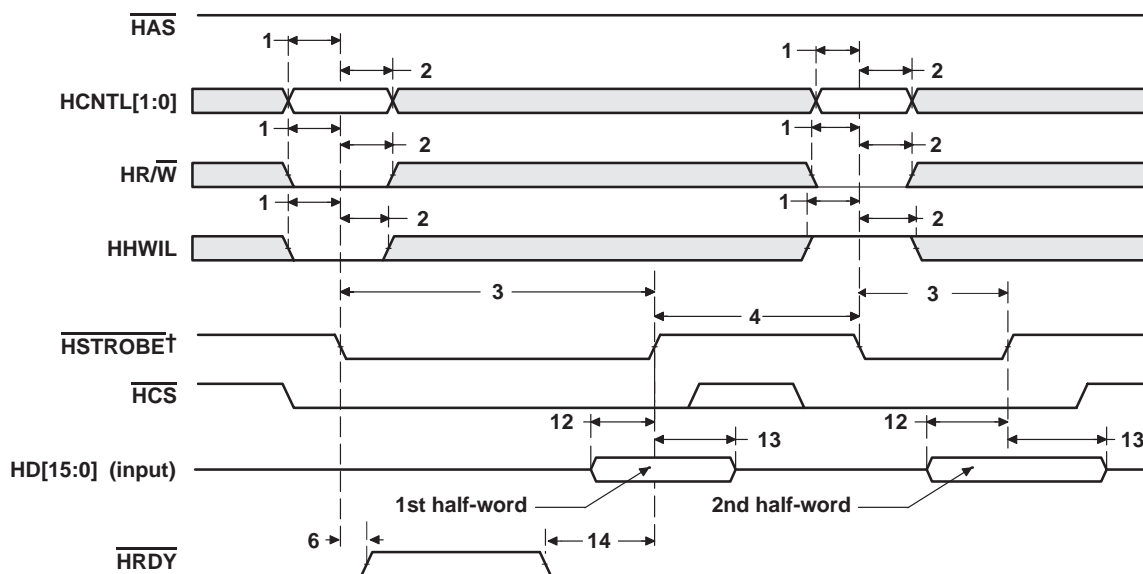 HAS
1
2
1
2
HCNTL[1:0]
1
2
1
2
HR/W
1
2
1
2
HHWIL
3
3
4
HSTROBE†
HCS
12
13
12
13
HD[15:0] (input)
1st half-word
2nd half-word
6
14
HRDY